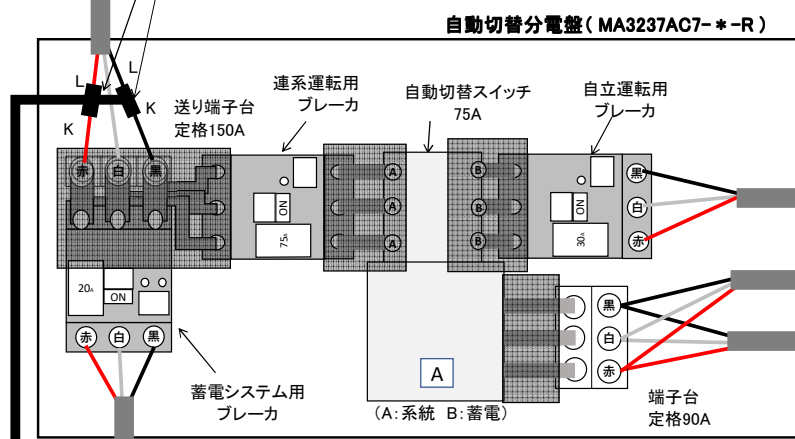 自動切替分電盤(MA3237AC7-*-R)
L
L
K
K
送り端子台
定格150A
連系運転用
ブレーカ
自動切替スイッチ
75A
自立運転用
ブレーカ
赤
白
黒
ON
75A
A
A
A
B
B
B
ON
30A
黒
白
赤
20A
ON
赤
白
黒
蓄電システム用
ブレーカ
A
(A:系統 B:蓄電)
黒
白
赤
端子台
定格90A